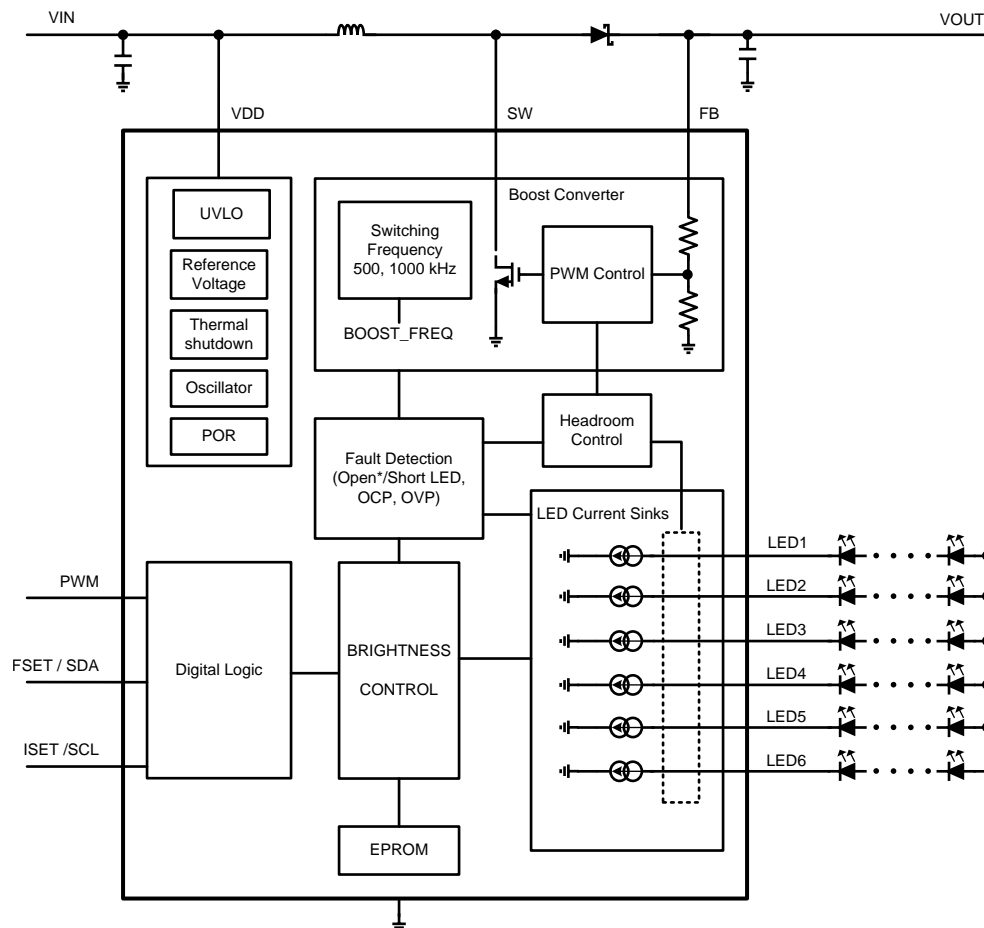 VIN
VOUT
VDD
SW
FB
UVLO
Reference
Voltage
Thermal
shutdown
Oscillator
POR
Boost Converter
Switching
Frequency
500, 1000 kHz
BOOST_FREQ
PWM Control
Headroom
Control
Fault Detection
(Open*/Short LED,
OCP, OVP)
LED Current Sinks
LED1
LED2
LED3
LED4
LED5
LED6
PWM
FSET / SDA
ISET /SCL
Digital Logic
BRIGHTNESS
CONTROL
EPROM